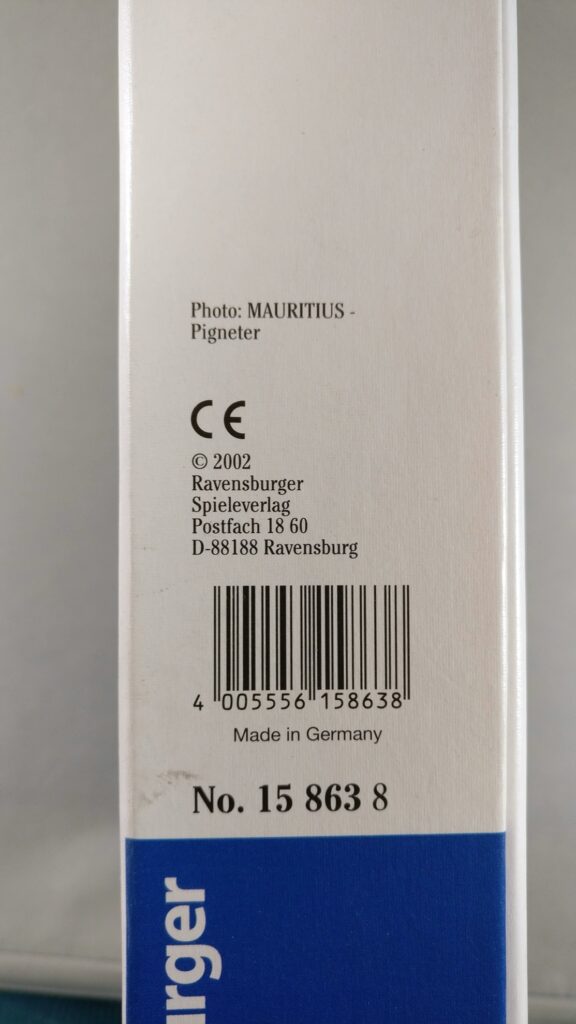 Photo: MAURITIUS -
Pigneter
CE
© 2002
Ravensburger
Spieleverlag
Postfach 18 60
D-88188 Ravensburg
4 005556 158638
Made in Germany
No. 15 863 8
urger